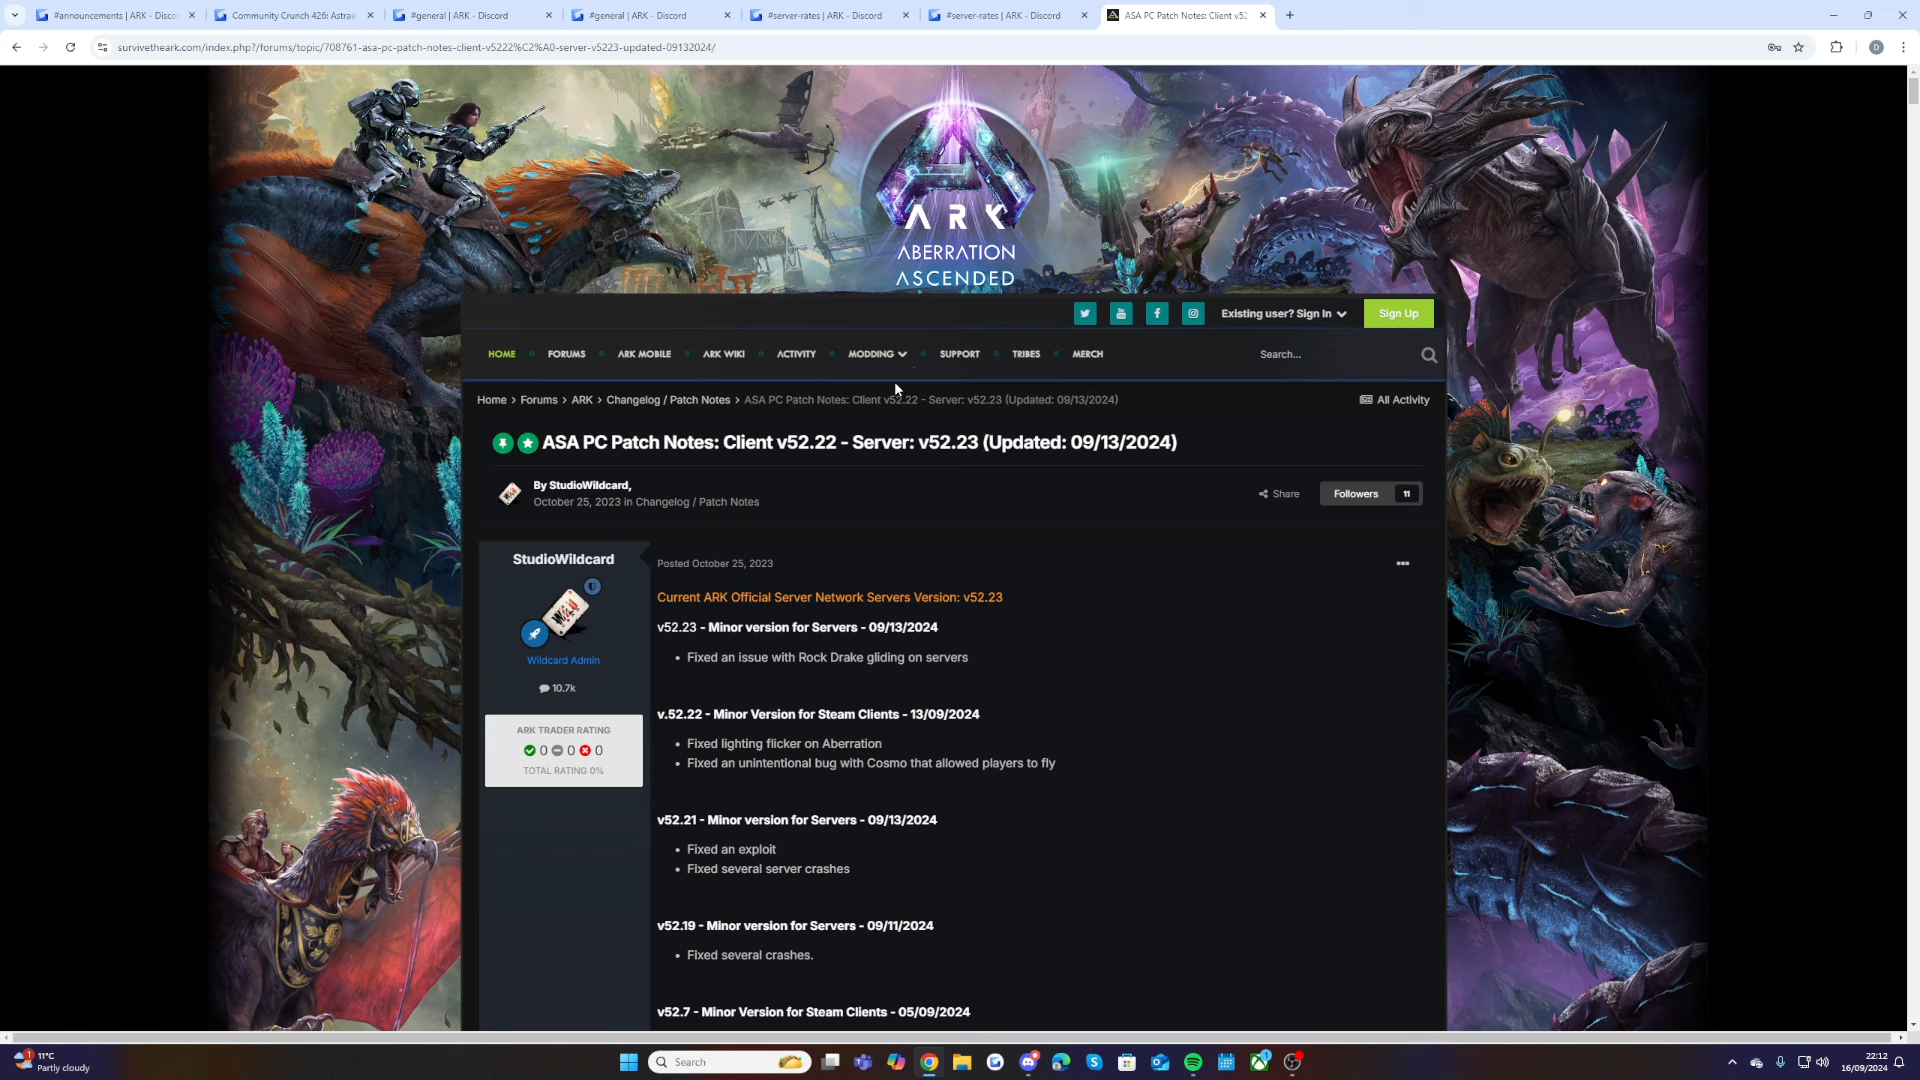 #announcements | ARK - Disco
Community Crunch 426: Astrae
#general | ARK - Discord
#general | ARK - Discord
#server-rates | ARK - Discord
#server-rates | ARK - Discord
ASA PC Patch Notes: Client v52.
survivetheark.com/index.php?/forums/topic/708761-asa-pc-patch-notes-client-v5222%C2%A0-server-v5223-updated-09132024/
D
ARK
ABERRATION
ASCENDED
Existing user? Sign In
Sign Up
HOME
FORUMS
ARK MOBILE
ARK WIKI
ACTIVITY
MODDING
SUPPORT
TRIBES
MERCH
Search...
Home > Forums > ARK > Changelog / Patch Notes > ASA PC Patch Notes: Client v52.22 - Server: v52.23 (Updated: 09/13/2024)
All Activity
ASA PC Patch Notes: Client v52.22 - Server: v52.23 (Updated: 09/13/2024)
By StudioWildcard,
October 25, 2023 in Changelog / Patch Notes
Share
Followers 11
StudioWildcard
Wildcard Admin
10.7k
ARK TRADER RATING
0 0 0
TOTAL RATING 0%
Posted October 25, 2023
Current ARK Official Server Network Servers Version: v52.23
v52.23 - Minor version for Servers - 09/13/2024
• Fixed an issue with Rock Drake gliding on servers
v.52.22 - Minor Version for Steam Clients - 13/09/2024
• Fixed lighting flicker on Aberration
• Fixed an unintentional bug with Cosmo that allowed players to fly
v52.21 - Minor version for Servers - 09/13/2024
• Fixed an exploit
• Fixed several server crashes
v52.19 - Minor version for Servers - 09/11/2024
• Fixed several crashes.
v52.7 - Minor Version for Steam Clients - 05/09/2024
1
11°C
Partly cloudy
Search
1
22:12
16/09/2024